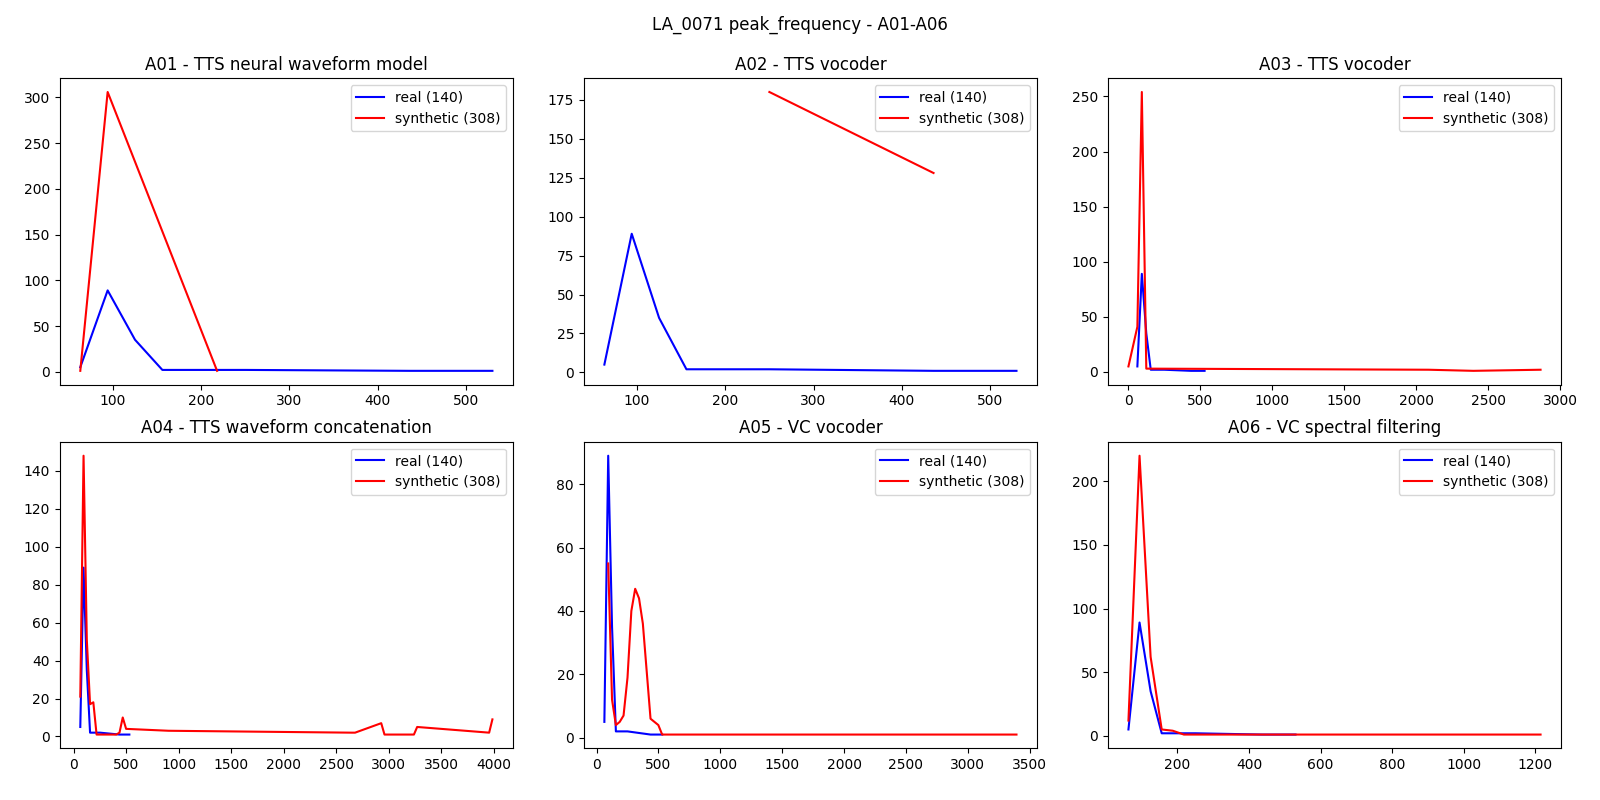 LA_0071 peak_frequency - A01-A06
A01 - TTS neural waveform model
300
250
200
150
100
50
0
100 200 300 400 500
real (140)
synthetic (308)
A02 - TTS vocoder
175
150
125
100
75
50
25
0
100 200 300 400 500
real (140)
synthetic (308)
A03 - TTS vocoder
250
200
150
100
50
0
0 500 1000 1500 2000 2500 3000
real (140)
synthetic (308)
A04 - TTS waveform concatenation
140
120
100
80
60
40
20
0
0 500 1000 1500 2000 2500 3000 3500 4000
real (140)
synthetic (308)
A05 - VC vocoder
80
60
40
20
0
0 500 1000 1500 2000 2500 3000 3500
real (140)
synthetic (308)
A06 - VC spectral filtering
200
150
100
50
0
200 400 600 800 1000 1200
real (140)
synthetic (308)